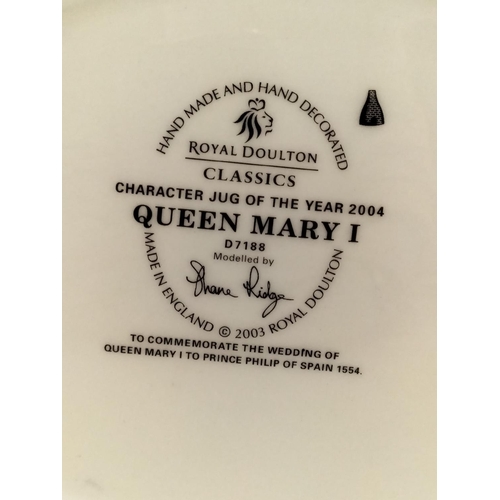 HAND MADE AND HAND DECORATED
ROYAL DOULTON
CLASSICS
CHARACTER JUG OF THE YEAR 2004
QUEEN MARY I
D7188
Modelled by
Shane Ridge
MADE IN ENGLAND © 2003 ROYAL DOULTON
TO COMMEMORATE THE WEDDING OF
QUEEN MARY I TO PRINCE PHILIP OF SPAIN 1554.